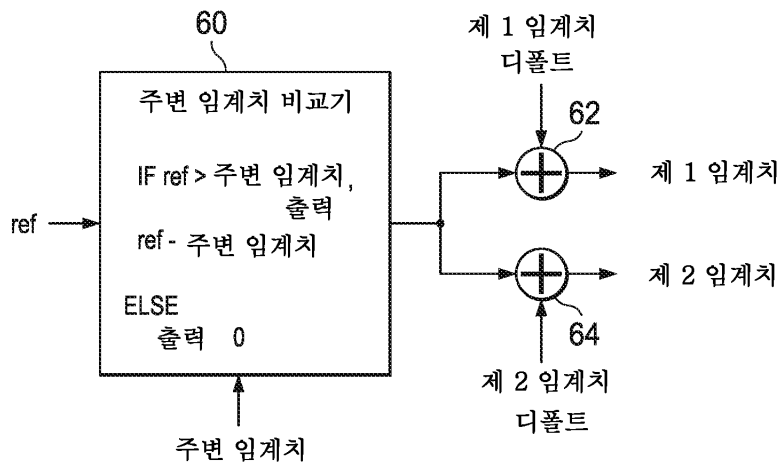 60
주변 임계치 비교기
IF ref > 주변 임계치,
출력
ref - 주변 임계치
ELSE
출력 0
ref
주변 임계치
제 1 임계치
디폴트
62
제 1 임계치
제 2 임계치
64
제 2 임계치
디폴트